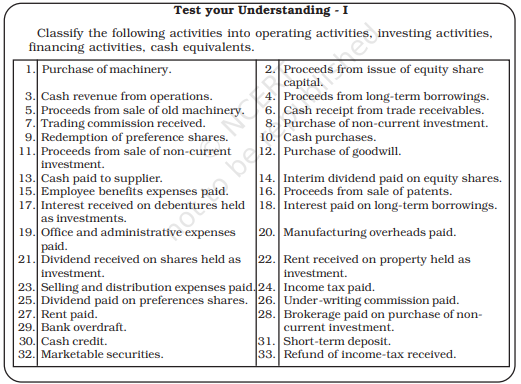 Test your Understanding - I
Classify the following activities into operating activities, investing activities,
financing activities, cash equivalents.
1. Purchase of machinery. 2. Proceeds from issue of equity share
capital.
3. Cash revenue from operations. 4. Proceeds from long-term borrowings.
5. Proceeds from sale of old machinery. 6. Cash receipt from trade receivables.
7. Trading commission received. 8. Purchase of non-current investment.
9. Redemption of preference shares. 10. Cash purchases.
11. Proceeds from sale of non-current 12. Purchase of goodwill.
investment.
13. Cash paid to supplier. 14. Interim dividend paid on equity shares.
15. Employee benefits expenses paid. 16. Proceeds from sale of patents.
17. Interest received on debentures held 18. Interest paid on long-term borrowings.
as investments.
19. Office and administrative expenses 20. Manufacturing overheads paid.
paid.
21. Dividend received on shares held as 22. Rent received on property held as
investment. investment.
23. Selling and distribution expenses paid. 24. Income tax paid.
25. Dividend paid on preferences shares. 26. Under-writing commission paid.
27. Rent paid. 28. Brokerage paid on purchase of non-
29. Bank overdraft. current investment.
30. Cash credit. 31. Short-term deposit.
32. Marketable securities. 33. Refund of income-tax received.
© NCERT
not to be republished